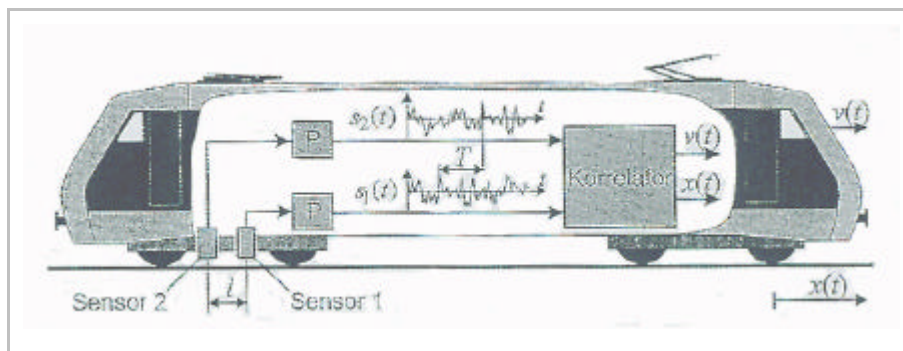 s₂(t)
t
v(t)
P
v(t)
T
Korrelator
s₁(t)
t
x(t)
P
Sensor 2
l
Sensor 1
x(t)